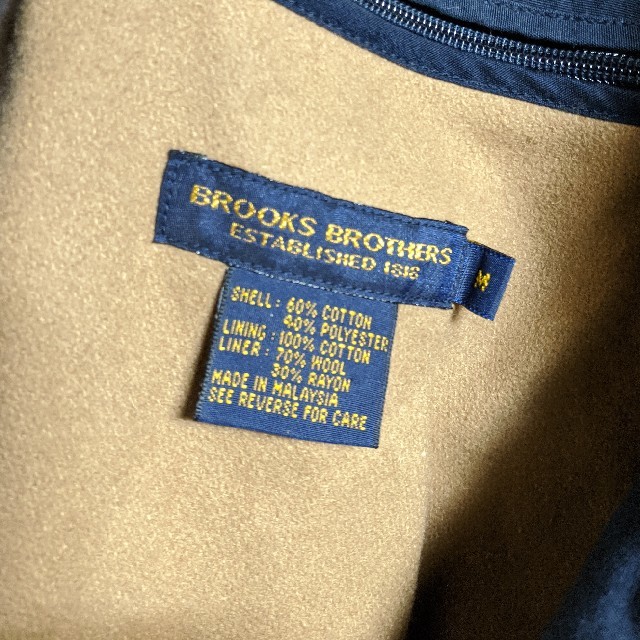 BROOKS BROTHERS
ESTABLISHED 1818
M
SHELL: 60% COTTON
40% POLYESTER
LINING: 100% COTTON
LINER: 70% WOOL
30% RAYON
MADE IN MALAYSIA
SEE REVERSE FOR CARE